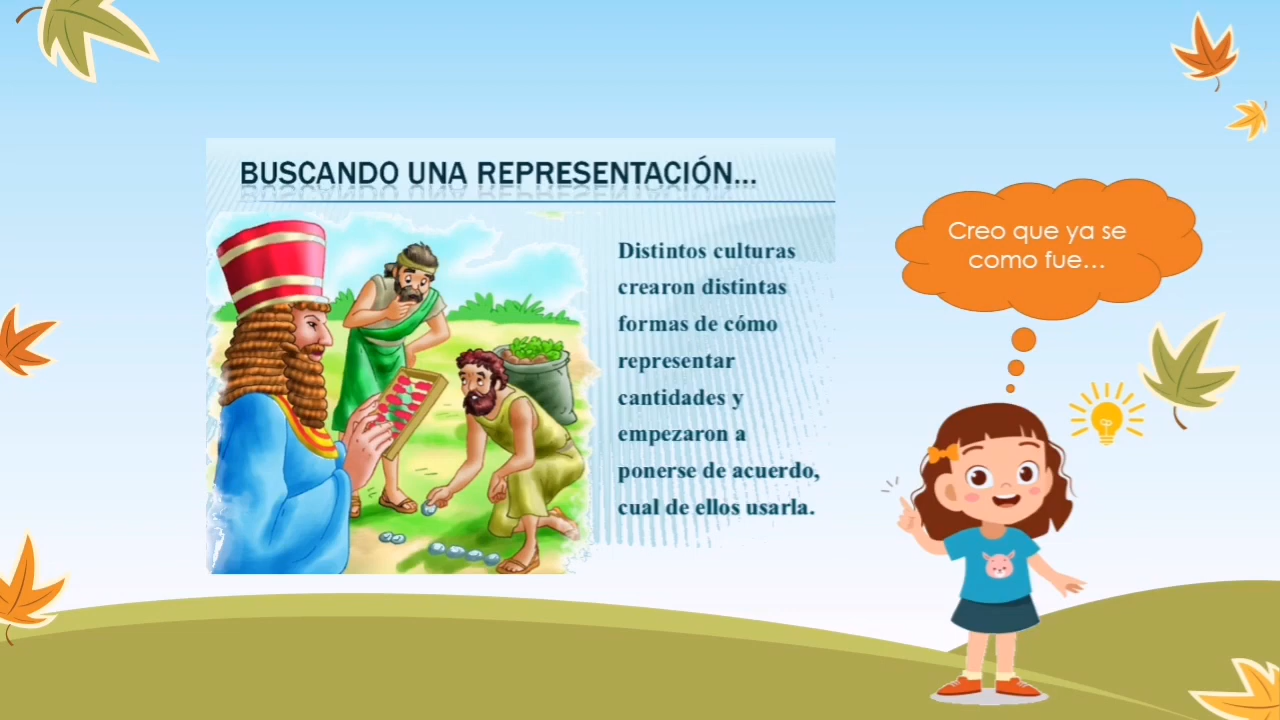 BUSCANDO UNA REPRESENTACIÓN...
Distintos culturas
crearon distintas
formas de cómo
representar
cantidades y
empezaron a
ponerse de acuerdo,
cual de ellos usarla.
Creo que ya se
como fue...